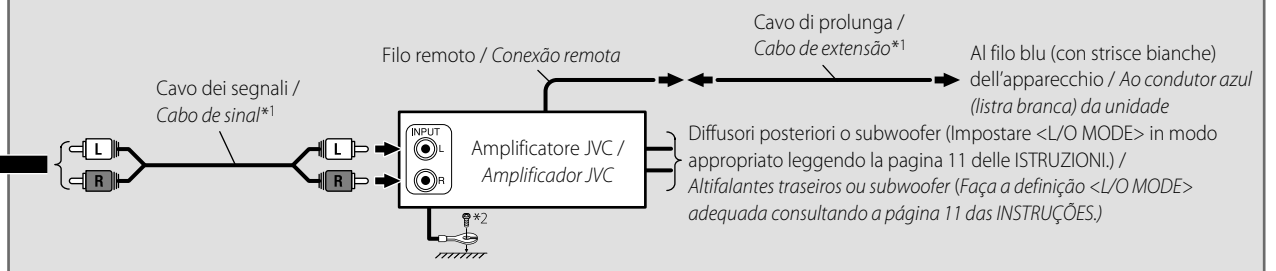 Cavo di prolunga /
Cabo de extensão*1
Filo remoto / Conexão remota
Al filo blu (con strisce bianche)
dell'apparecchio / Ao condutor azul
(listra branca) da unidade
Cavo dei segnali /
Cabo de sinal*1
L
R
L
R
INPUT
L
R
Amplificatore JVC /
Amplificador JVC
Diffusori posteriori o subwoofer (Impostare <L/O MODE> in modo
appropriato leggendo la pagina 11 delle ISTRUZIONI.) /
Altifalantes traseiros ou subwoofer (Faça a definição <L/O MODE>
adequada consultando a página 11 das INSTRUÇÕES.)
*2